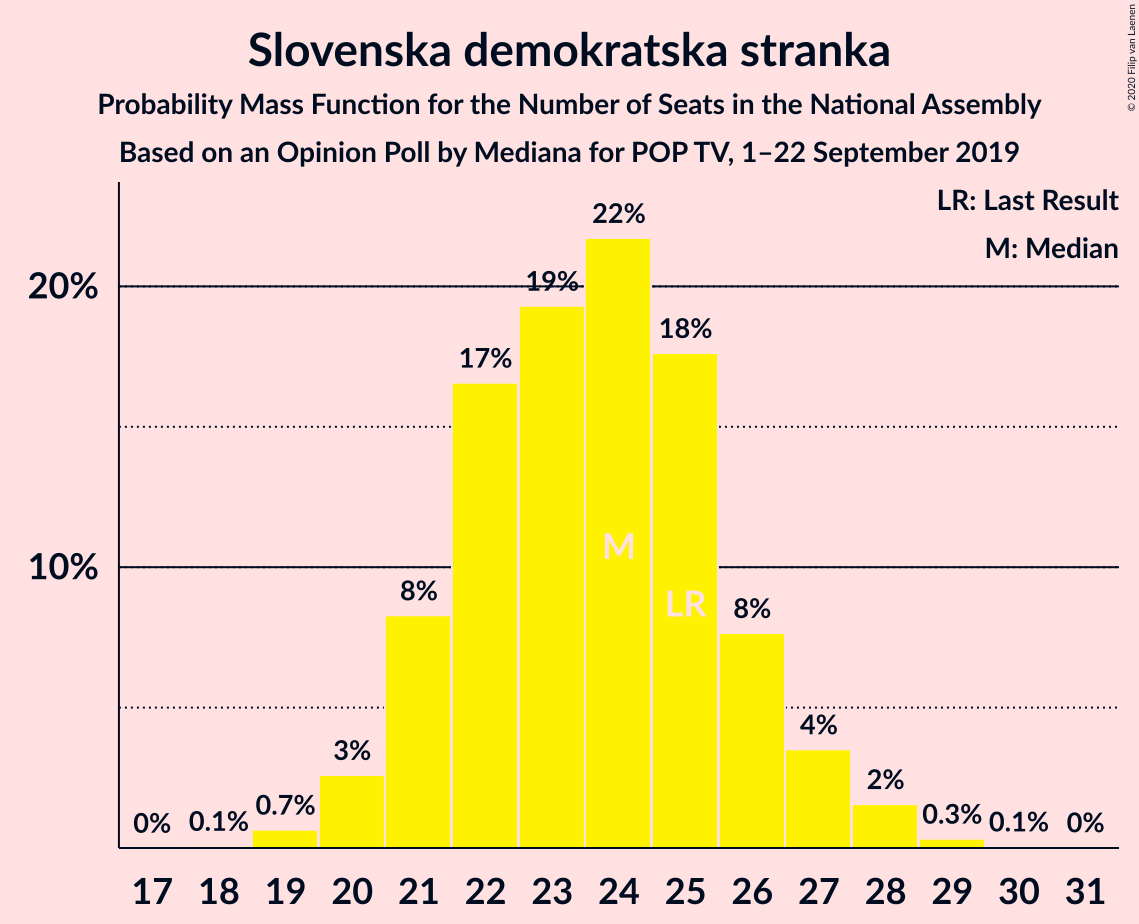 Slovenska demokratska stranka
Probability Mass Function for the Number of Seats in the National Assembly
Based on an Opinion Poll by Mediana for POP TV, 1–22 September 2019
© 2020 Filip van Laenen
LR: Last Result
M: Median
20%
10%
0%
0.1%
0.7%
3%
8%
17%
19%
22%
18%
8%
4%
2%
0.3%
0.1%
0%
M
LR
17 18 19 20 21 22 23 24 25 26 27 28 29 30 31